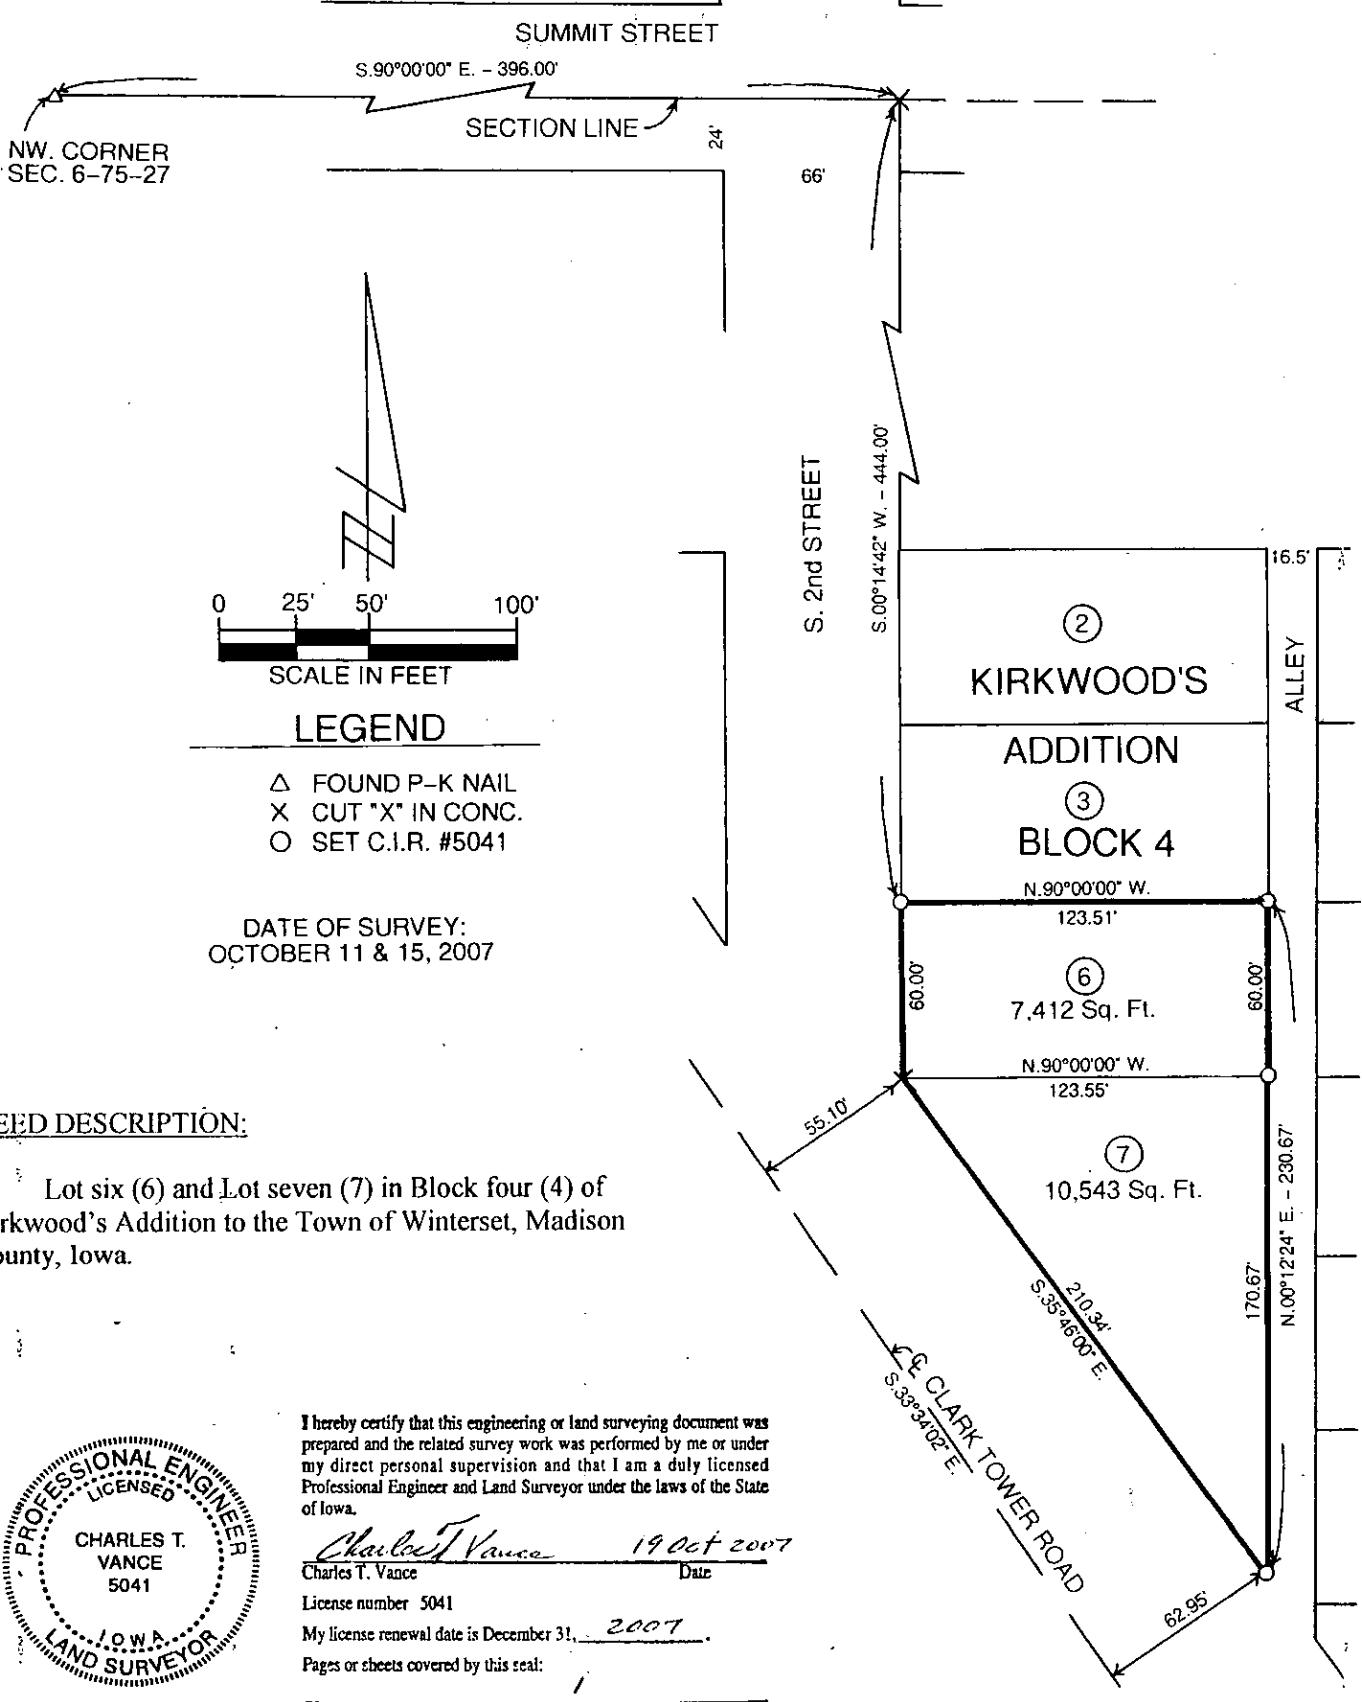 SUMMIT STREET
S.90°00'00" E. - 396.00'
SECTION LINE
NW. CORNER
SEC. 6-75-27
24'
66'
S. 2nd STREET
S.00°14'42" W. - 444.00'
16.5'
ALLEY
0 25' 50' 100'
SCALE IN FEET
LEGEND
△ FOUND P-K NAIL
X CUT "X" IN CONC.
○ SET C.I.R. #5041
DATE OF SURVEY:
OCTOBER 11 & 15, 2007
2
KIRKWOOD'S
ADDITION
3
BLOCK 4
N.90°00'00" W.
123.51'
60.00'
6
7,412 Sq. Ft.
60.00'
N.90°00'00" W.
123.55'
55.10'
7
10,543 Sq. Ft.
170.67'
N.00°12'24" E. - 230.67'
210.34'
S.35°46'00" E.
℄ CLARK TOWER ROAD
S.33°34'02" E.
62.95'
EED DESCRIPTION:
Lot six (6) and Lot seven (7) in Block four (4) of
rkwood's Addition to the Town of Winterset, Madison
ounty, Iowa.
PROFESSIONAL ENGINEER
LICENSED
CHARLES T.
VANCE
5041
IOWA
LAND SURVEYOR
I hereby certify that this engineering or land surveying document was
prepared and the related survey work was performed by me or under
my direct personal supervision and that I am a duly licensed
Professional Engineer and Land Surveyor under the laws of the State
of Iowa.
Charles T Vance 19 Oct 2007
Charles T. Vance Date
License number 5041
My license renewal date is December 31, 2007.
Pages or sheets covered by this seal:
1